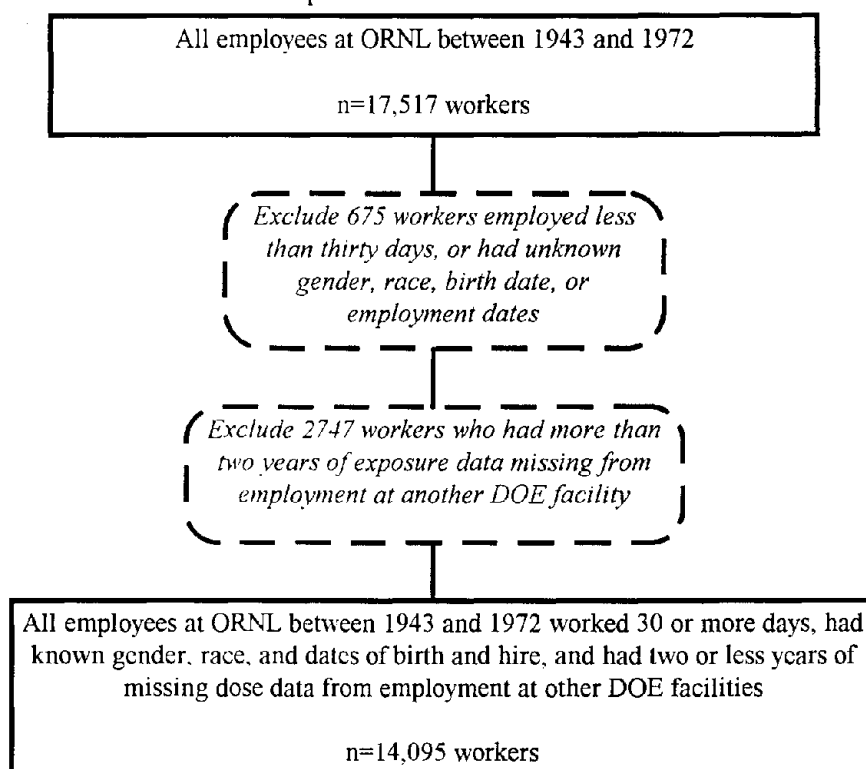 All employees at ORNL between 1943 and 1972
n=17,517 workers
Exclude 675 workers employed less
than thirty days, or had unknown
gender, race, birth date, or
employment dates
Exclude 2747 workers who had more than
two years of exposure data missing from
employment at another DOE facility
All employees at ORNL between 1943 and 1972 worked 30 or more days, had
known gender, race, and dates of birth and hire, and had two or less years of
missing dose data from employment at other DOE facilities
n=14,095 workers